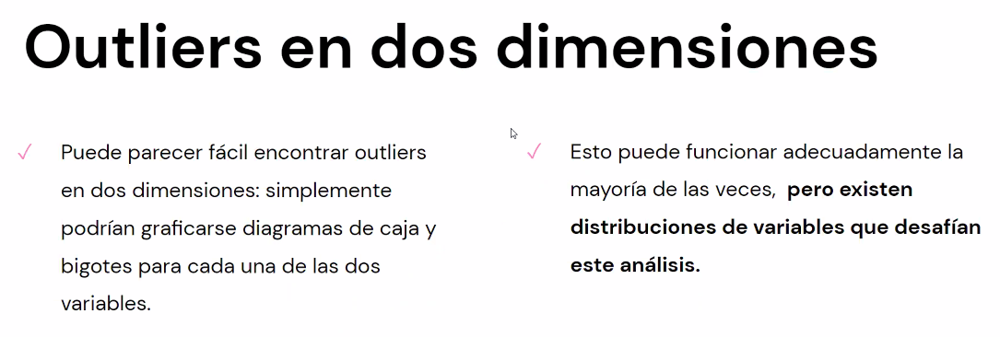 Outliers en dos dimensiones
Puede parecer fácil encontrar outliers
en dos dimensiones: simplemente
podrían graficarse diagramas de caja y
bigotes para cada una de las dos
variables.
Esto puede funcionar adecuadamente la
mayoría de las veces, pero existen
distribuciones de variables que desafían
este análisis.